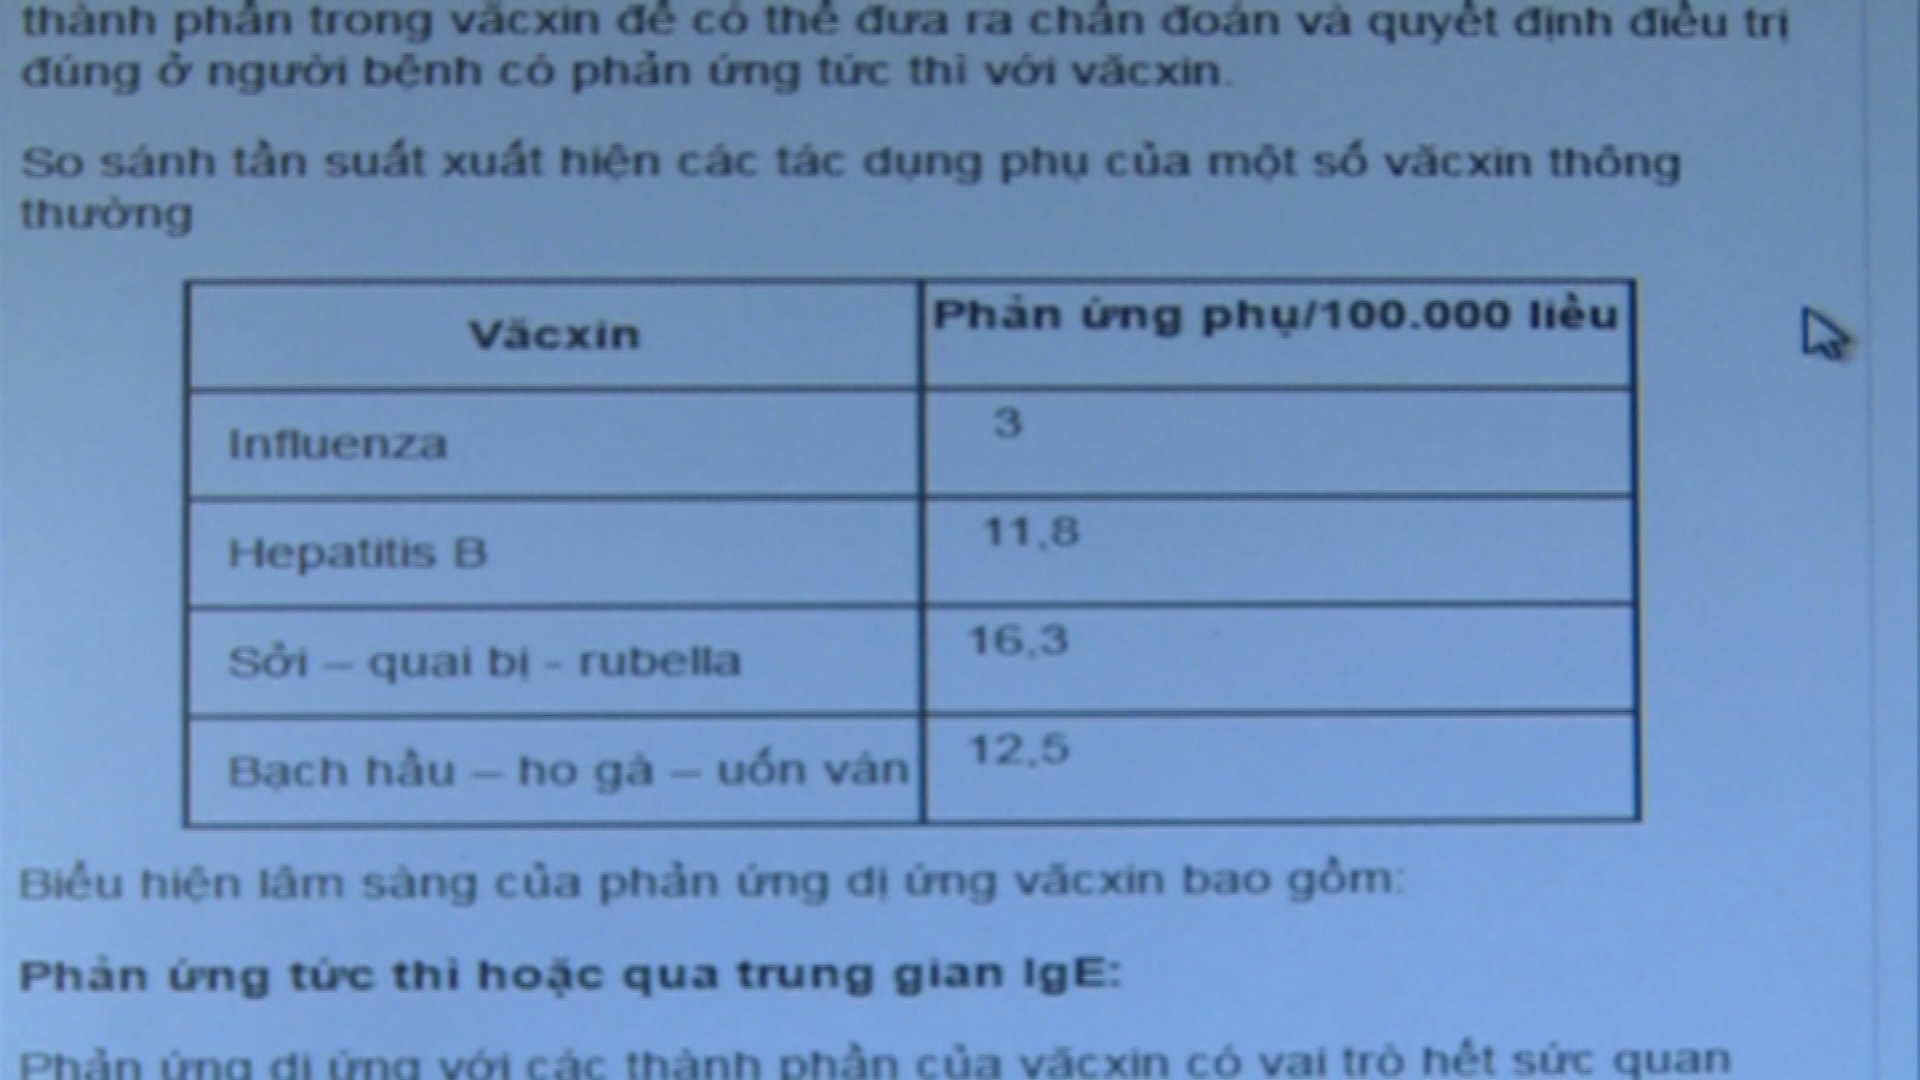 thành phần trong văcxin để có thể đưa ra chẩn đoán và quyết định điều trị
đúng ở người bệnh có phản ứng tức thì với văcxin.
So sánh tần suất xuất hiện các tác dụng phụ của một số văcxin thông
thường
Văcxin
Phản ứng phụ/100.000 liều
Influenza
3
Hepatitis B
11,8
Sởi – quai bị - rubella
16,3
Bạch hầu – ho gà – uốn ván
12,5
Biểu hiện lâm sàng của phản ứng dị ứng văcxin bao gồm:
Phản ứng tức thì hoặc qua trung gian IgE:
Phản ứng dị ứng với các thành phần của văcxin có vai trò hết sức quan